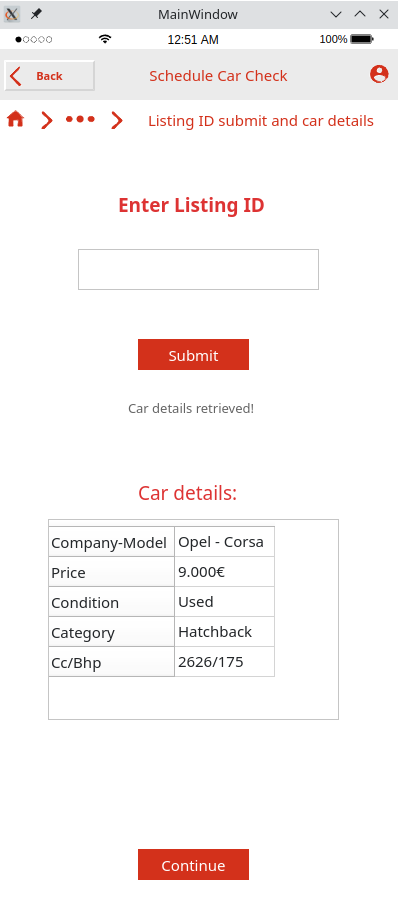 MainWindow
12:51 AM 100%
Back Schedule Car Check
Listing ID submit and car details
Enter Listing ID
Submit
Car details retrieved!
Car details:
Company-Model Opel - Corsa
Price 9.000€
Condition Used
Category Hatchback
Cc/Bhp 2626/175
Continue